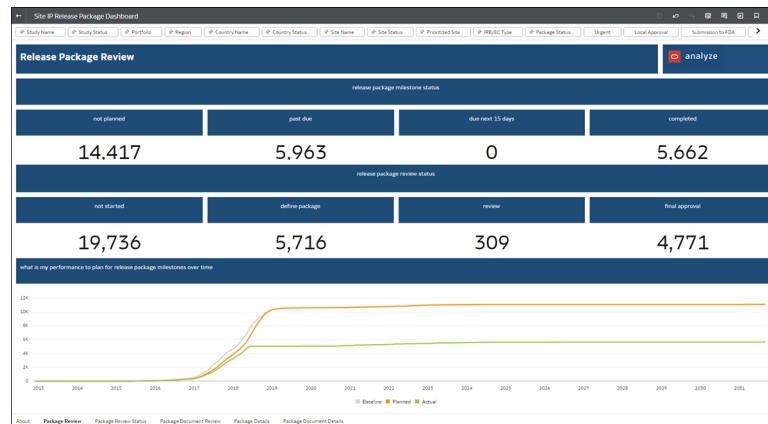 Site IP Release Package Dashboard
Study Name Study Status Portfolio Region Country Name Country Status Site Name Site Status Prioritized Site IRB/EC Type Package Status Urgent Local Approval Submission to FDA
Release Package Review
analyze
release package milestone status
not planned past due due next 15 days completed
14,417 5,963 0 5,662
release package review status
not started define package review final approval
19,736 5,716 309 4,771
what is my performance to plan for release package milestones over time
12K
10K
8K
6K
4K
2K
0
2013 2014 2015 2016 2017 2018 2019 2020 2021 2022 2023 2024 2025 2026 2027 2028 2029 2030 2031
Baseline Planned Actual
About Package Review Package Review Status Package Document Review Package Details Package Document Details